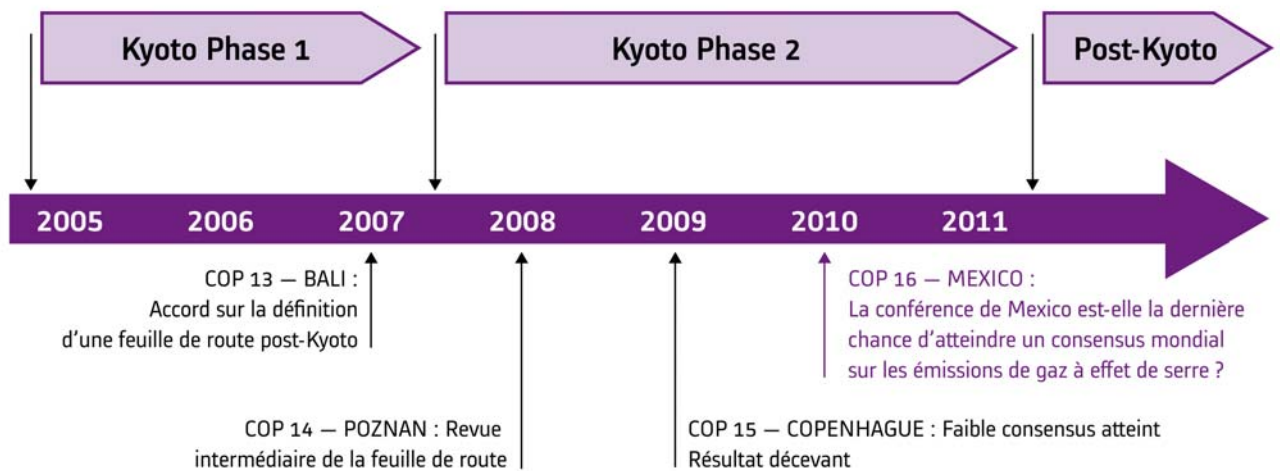 Kyoto Phase 1
Kyoto Phase 2
Post-Kyoto
2005
2006
2007
2008
2009
2010
2011
COP 13 — BALI :
Accord sur la définition
d'une feuille de route post-Kyoto
COP 16 — MEXICO :
La conférence de Mexico est-elle la dernière
chance d'atteindre un consensus mondial
sur les émissions de gaz à effet de serre ?
COP 14 — POZNAN : Revue
intermédiaire de la feuille de route
COP 15 — COPENHAGUE : Faible consensus atteint
Résultat décevant